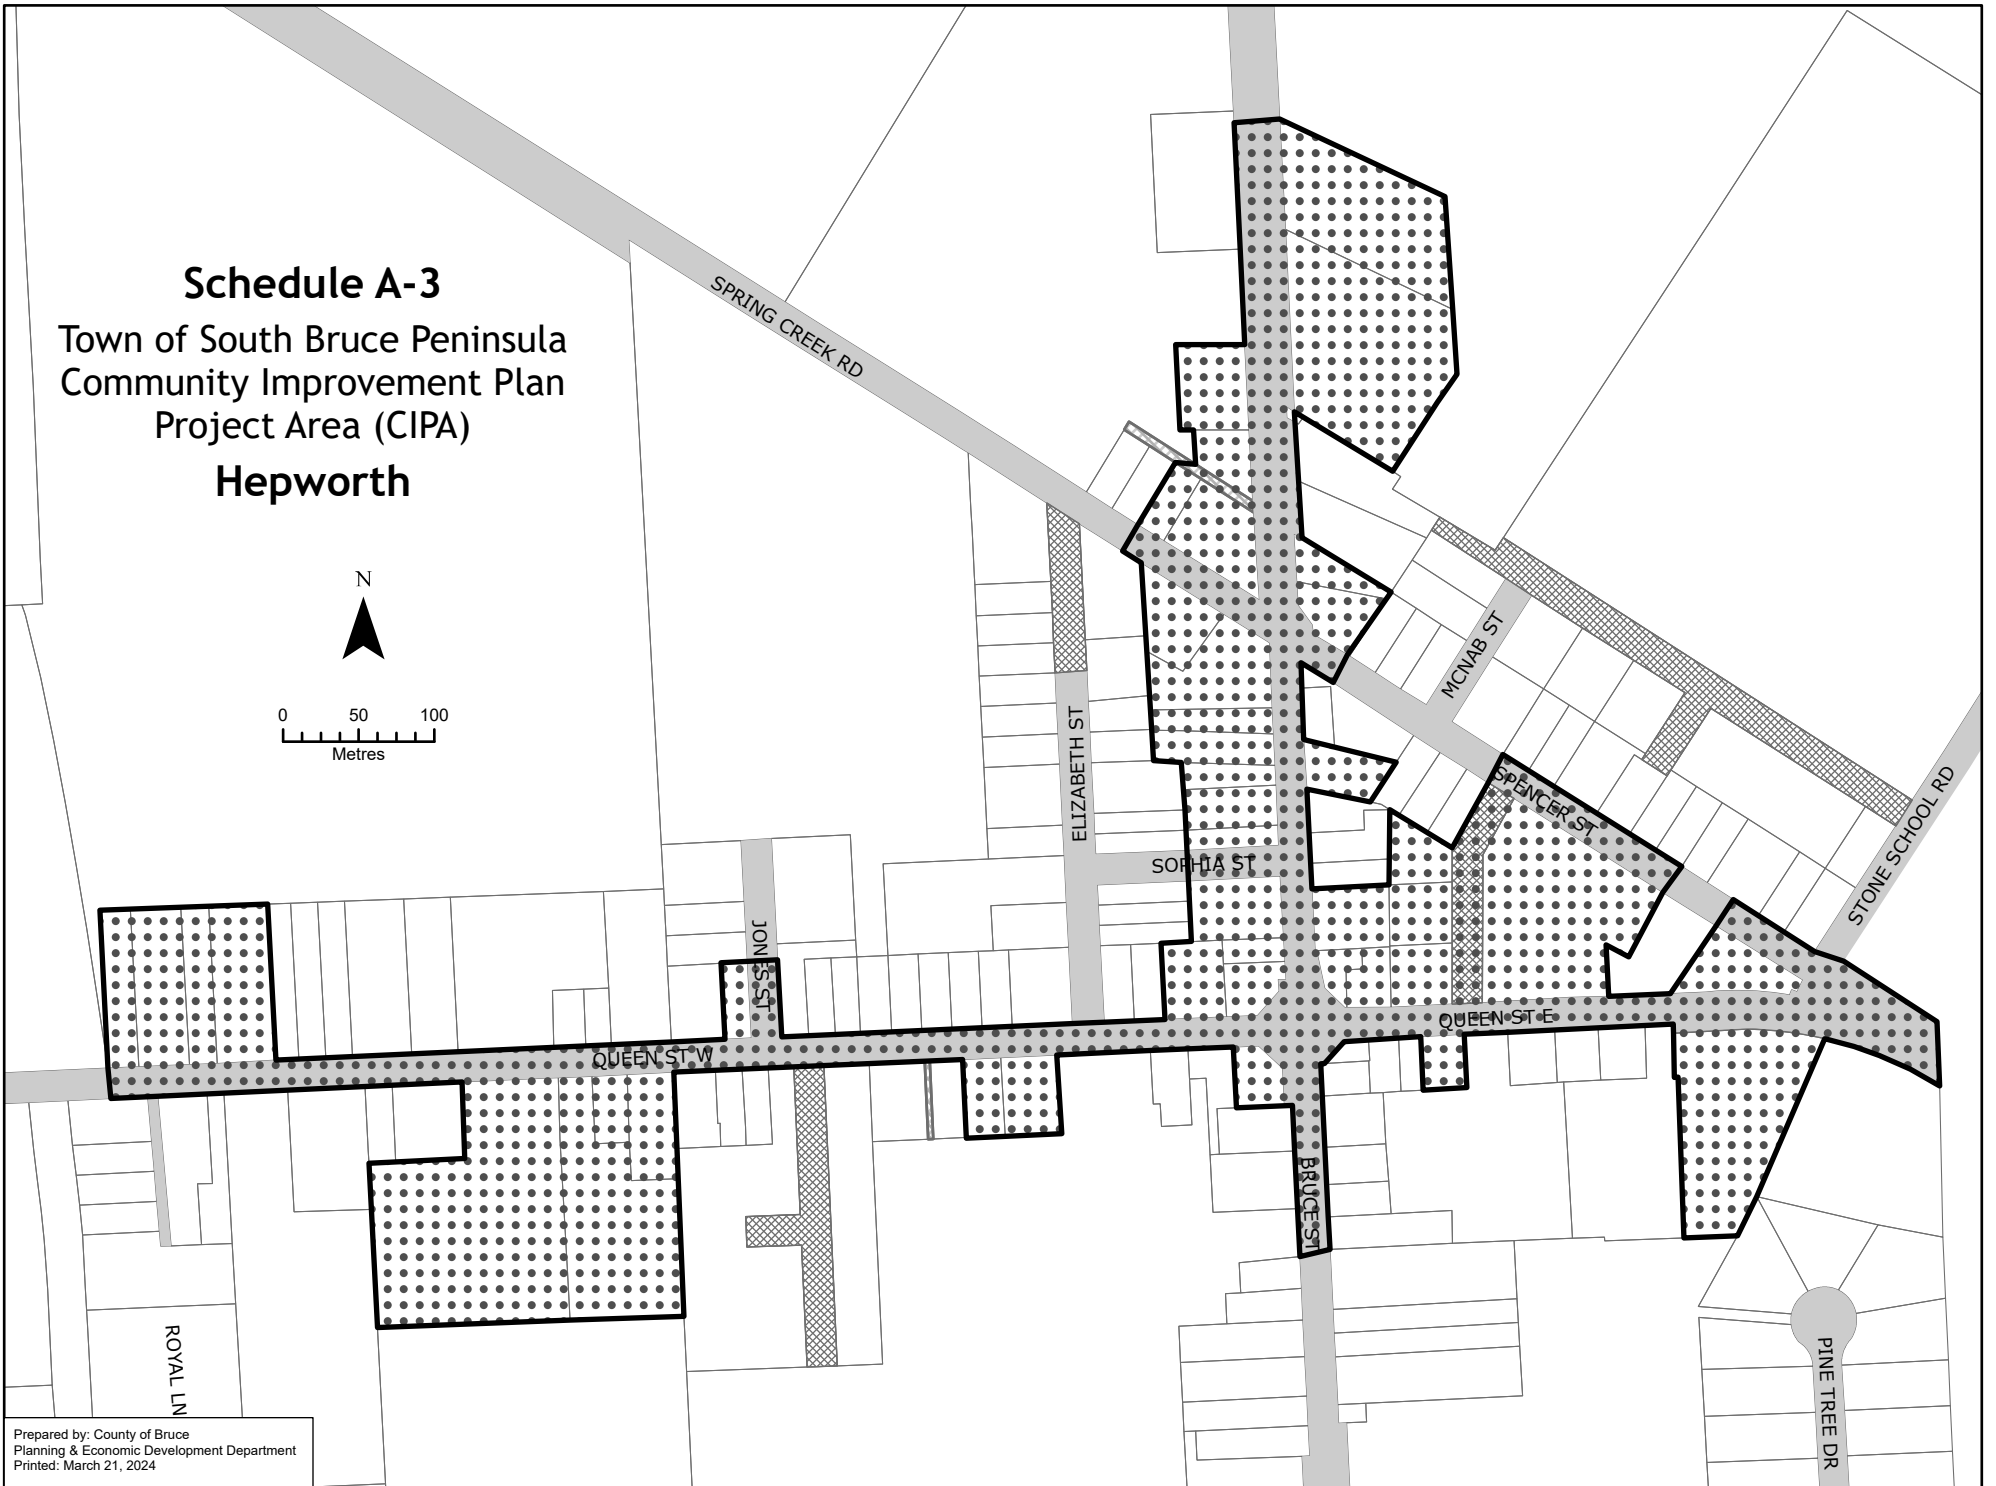 Schedule A-3
Town of South Bruce Peninsula
Community Improvement Plan
Project Area (CIPA)
Hepworth
N
0 50 100
Metres
SPRING CREEK RD
MCNAB ST
SPENCER ST
STONE SCHOOL RD
ELIZABETH ST
SOPHIA ST
JONES ST
QUEEN ST W
QUEEN ST E
BRUCE ST
ROYAL LN
PINE TREE DR
Prepared by: County of Bruce
Planning & Economic Development Department
Printed: March 21, 2024